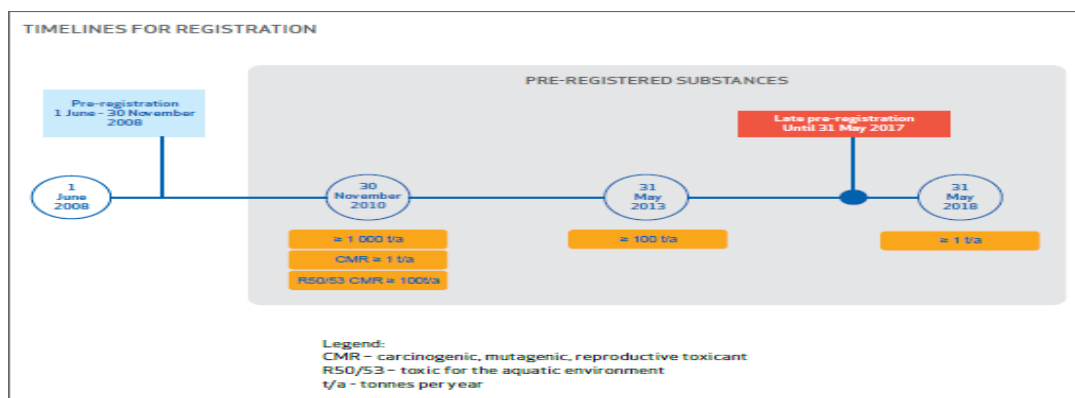 TIMELINES FOR REGISTRATION
PRE-REGISTERED SUBSTANCES
Pre-registration
1 June - 30 November
2008
Late pre-registration
Until 31 May 2017
1
June
2008
30
November
2010
31
May
2013
31
May
2018
≥ 1 000 t/a
CMR ≥ 1 t/a
R50/53 CMR ≥ 100t/a
≥ 100 t/a
≥ 1 t/a
Legend:
CMR – carcinogenic, mutagenic, reproductive toxicant
R50/53 – toxic for the aquatic environment
t/a - tonnes per year